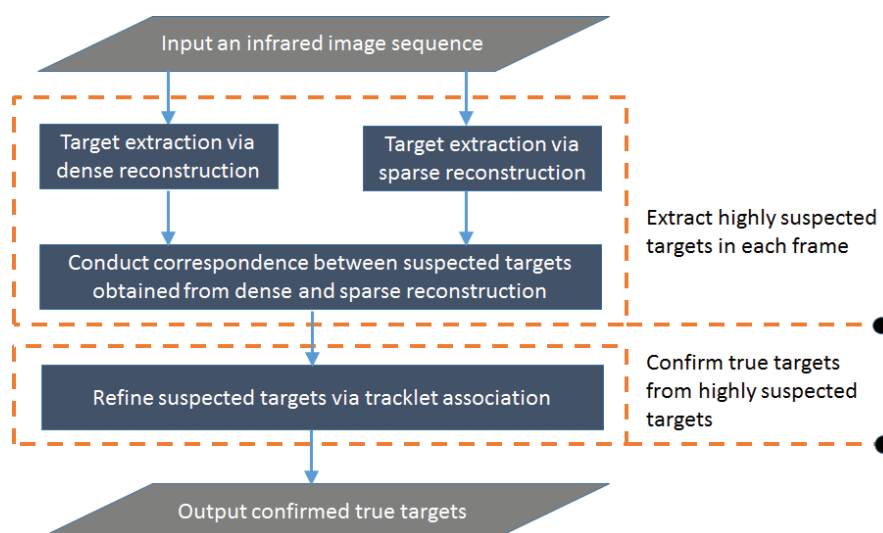 Input an infrared image sequence
Target extraction via
dense reconstruction
Target extraction via
sparse reconstruction
Conduct correspondence between suspected targets
obtained from dense and sparse reconstruction
Extract highly suspected
targets in each frame
Refine suspected targets via tracklet association
Confirm true targets
from highly suspected
targets
Output confirmed true targets